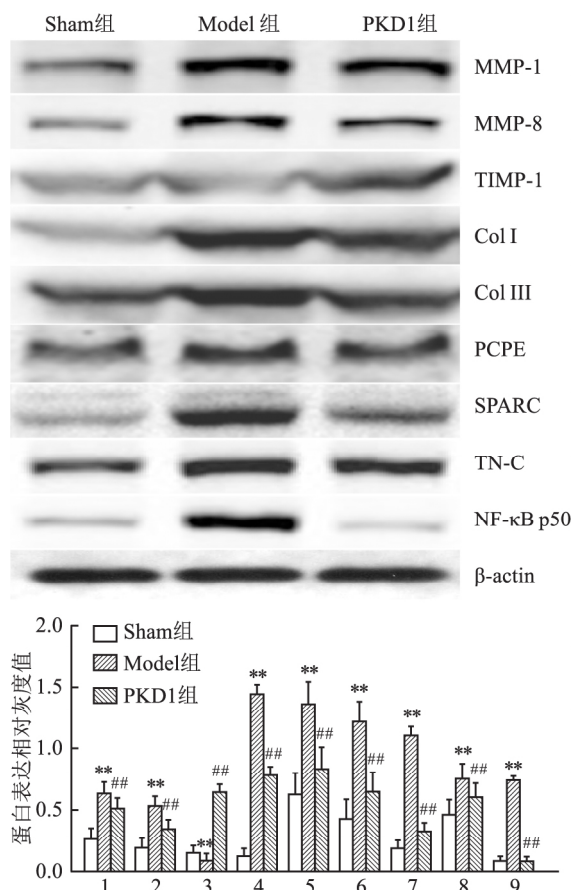 Sham组 Model 组 PKD1组
MMP-1
MMP-8
TIMP-1
Col I
Col III
PCPE
SPARC
TN-C
NF-κB p50
β-actin
蛋白表达相对灰度值
2.0
1.5
1.0
0.5
0.0
Sham组
Model组
PKD1组
** ## ** ## ** ## ** ## ** ## ** ## ** ## ** ## ** ##
1 2 3 4 5 6 7 8 9